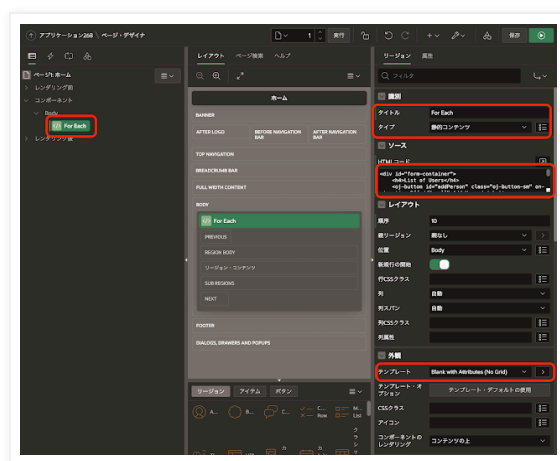 アプリケーション268 \ ページ・デザイナ
1
実行
保存
ページ1: ホーム
レンダリング前
コンポーネント
Body
For Each
レンダリング後
レイアウト ページ検索 ヘルプ
ホーム
BANNER
AFTER LOGO
BEFORE NAVIGATION BAR
AFTER NAVIGATION BAR
TOP NAVIGATION
BREADCRUMB BAR
FULL WIDTH CONTENT
BODY
For Each
PREVIOUS
REGION BODY
リージョン・コンテンツ
SUB REGIONS
NEXT
FOOTER
DIALOGS, DRAWERS AND POPUPS
リージョン アイテム ボタン
A...
B...
C...
C... Row
M... List
リージョン 属性
フィルタ
識別
タイトル For Each
タイプ 静的コンテンツ
ソース
HTMLコード
<div id="form-container">
<h4>List of Users</h4>
<oj-button id="addPerson" class="oj-button-sm" on-
レイアウト
順序 10
親リージョン 親なし
位置 Body
新規行の開始
行CSSクラス
列 自動
列スパン 自動
列CSSクラス
列属性
外観
テンプレート Blank with Attributes (No Grid)
テンプレート・オプション テンプレート・デフォルトの使用
CSSクラス
アイコン
コンポーネントのレンダリング コンテンツの上